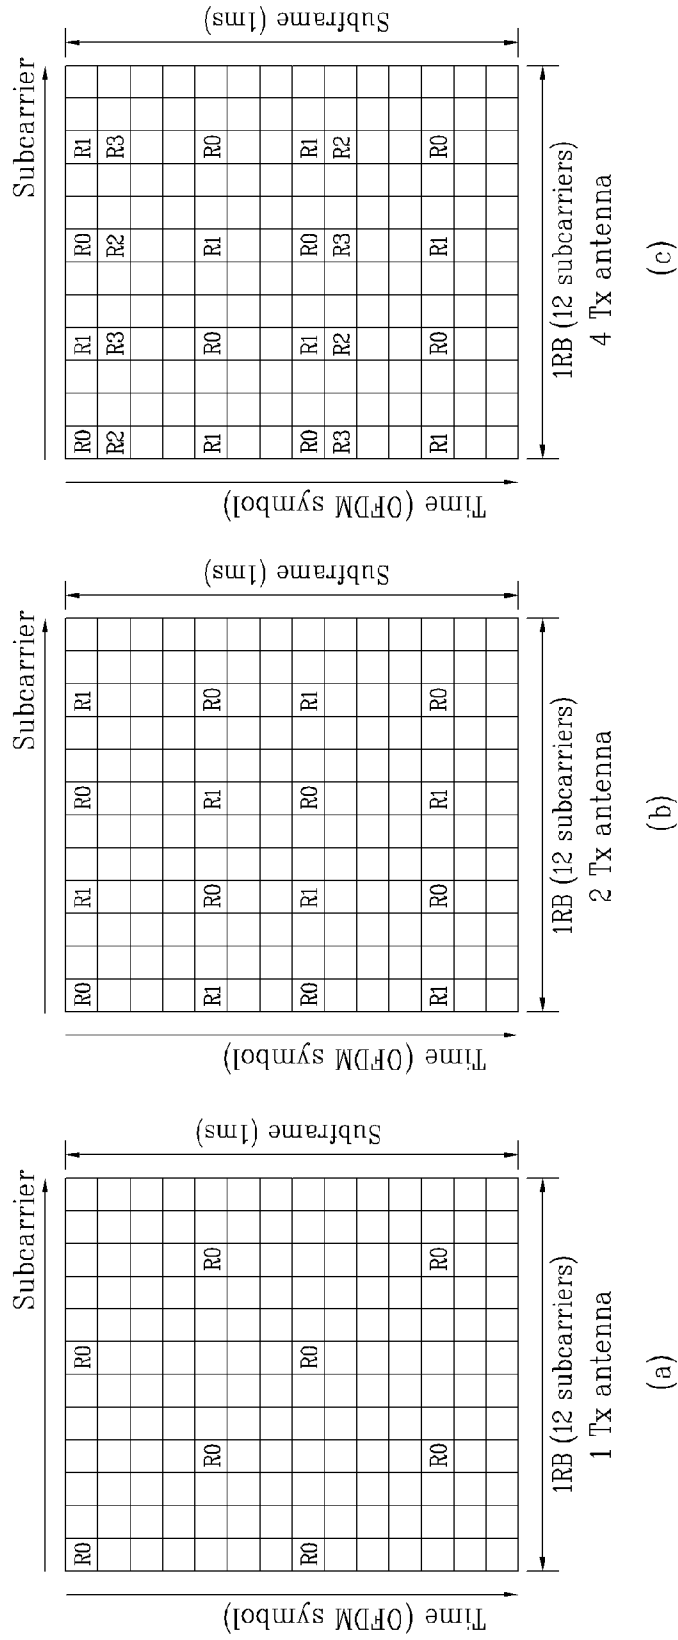 Subcarrier
Time (OFDM symbol)
Subframe (1ms)
R0 R0
R0 R0
R0 R0
R0 R0
1RB (12 subcarriers)
1 Tx antenna
(a)
Subcarrier
Time (OFDM symbol)
Subframe (1ms)
R0 R1 R0 R1
R1 R0 R1 R0
R0 R1 R0 R1
R1 R0 R1 R0
1RB (12 subcarriers)
2 Tx antenna
(b)
Subcarrier
Time (OFDM symbol)
Subframe (1ms)
R0 R1 R0 R1
R2 R3 R2 R3
R1 R0 R1 R0
R0 R1 R0 R1
R3 R2 R3 R2
R1 R0 R1 R0
1RB (12 subcarriers)
4 Tx antenna
(c)